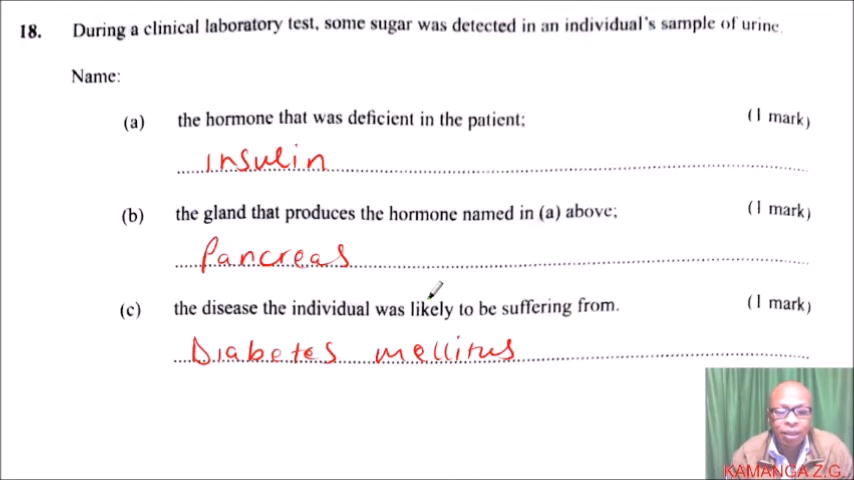 18. During a clinical laboratory test, some sugar was detected in an individual's sample of urine.
Name:
(a) the hormone that was deficient in the patient; (1 mark)
Insulin
(b) the gland that produces the hormone named in (a) above; (1 mark)
Pancreas
(c) the disease the individual was likely to be suffering from. (1 mark)
Diabetes mellitus
KAMANGA Z.G.